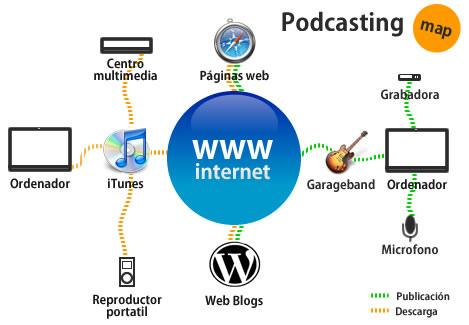 Podcasting
map
Centro
multimedia
Páginas web
Grabadora
www
internet
Ordenador
iTunes
Garageband
Ordenador
Microfono
Reproductor
portatil
Web Blogs
Publicación
Descarga